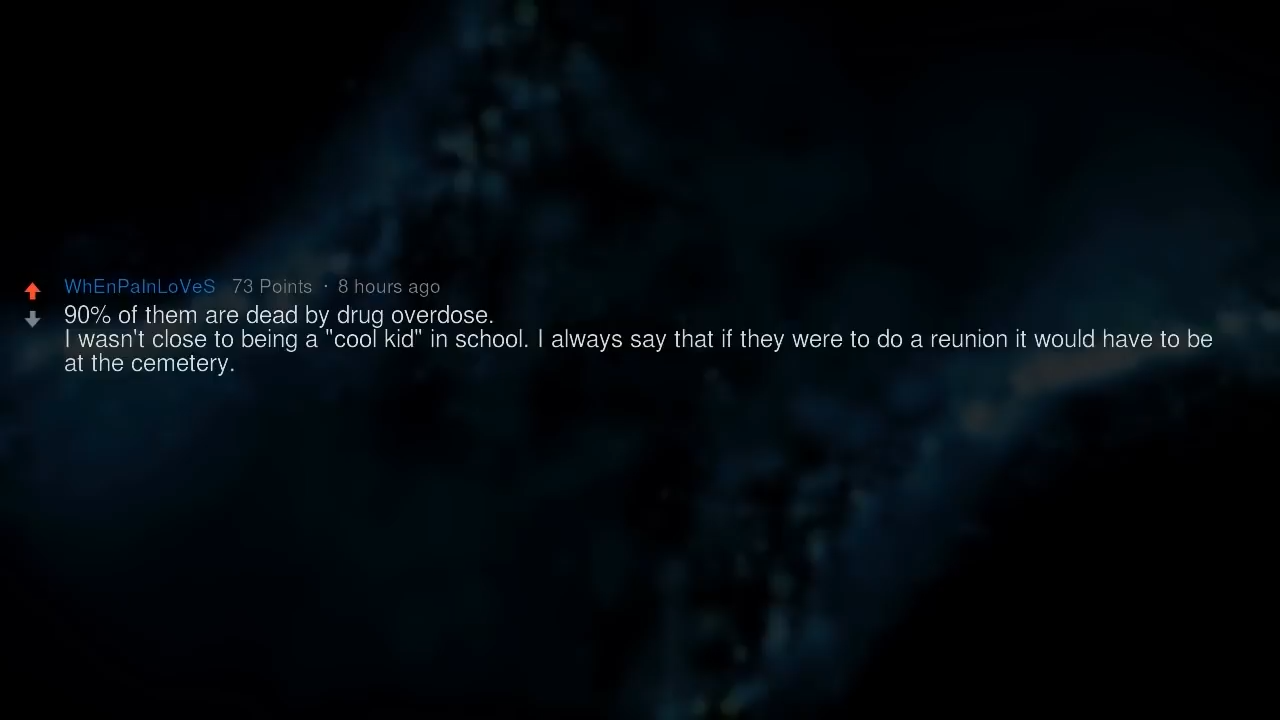 WhEnPaInLoVeS 73 Points · 8 hours ago
90% of them are dead by drug overdose.
I wasn't close to being a "cool kid" in school. I always say that if they were to do a reunion it would have to be
at the cemetery.